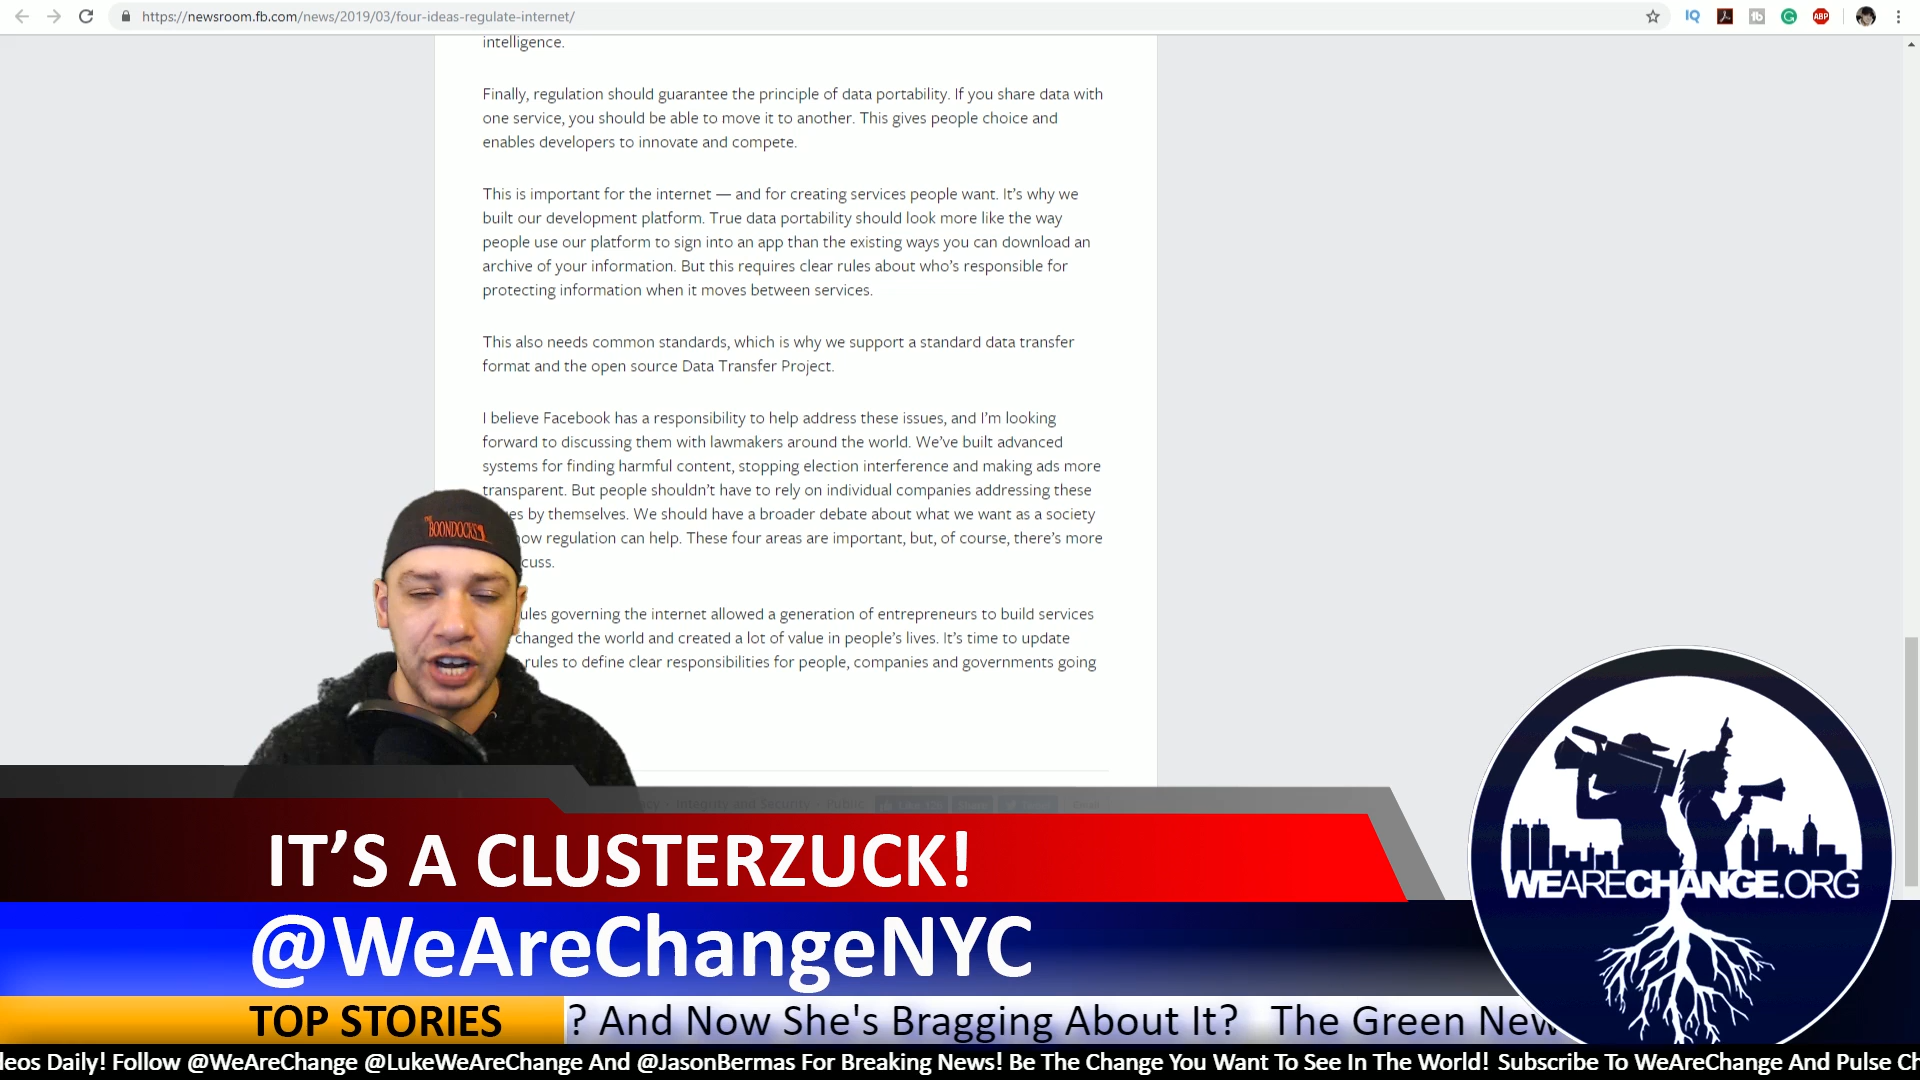 https://newsroom.fb.com/news/2019/03/four-ideas-regulate-internet/
IQ
tb
G
ABP
intelligence.
Finally, regulation should guarantee the principle of data portability. If you share data with
one service, you should be able to move it to another. This gives people choice and
enables developers to innovate and compete.
This is important for the internet — and for creating services people want. It’s why we
built our development platform. True data portability should look more like the way
people use our platform to sign into an app than the existing ways you can download an
archive of your information. But this requires clear rules about who’s responsible for
protecting information when it moves between services.
This also needs common standards, which is why we support a standard data transfer
format and the open source Data Transfer Project.
I believe Facebook has a responsibility to help address these issues, and I’m looking
forward to discussing them with lawmakers around the world. We’ve built advanced
systems for finding harmful content, stopping election interference and making ads more
transparent. But people shouldn’t have to rely on individual companies addressing these
es by themselves. We should have a broader debate about what we want as a society
how regulation can help. These four areas are important, but, of course, there’s more
cuss.
ules governing the internet allowed a generation of entrepreneurs to build services
changed the world and created a lot of value in people’s lives. It’s time to update
rules to define clear responsibilities for people, companies and governments going
THE
BOONDOCKS
Integrity and Security · Public
Share
Email
IT’S A CLUSTERZUCK!
@WeAreChangeNYC
WEARECHANGE.ORG
TOP STORIES
? And Now She's Bragging About It? The Green New
deos Daily! Follow @WeAreChange @LukeWeAreChange And @JasonBermas For Breaking News! Be The Change You Want To See In The World! Subscribe To WeAreChange And Pulse Ch